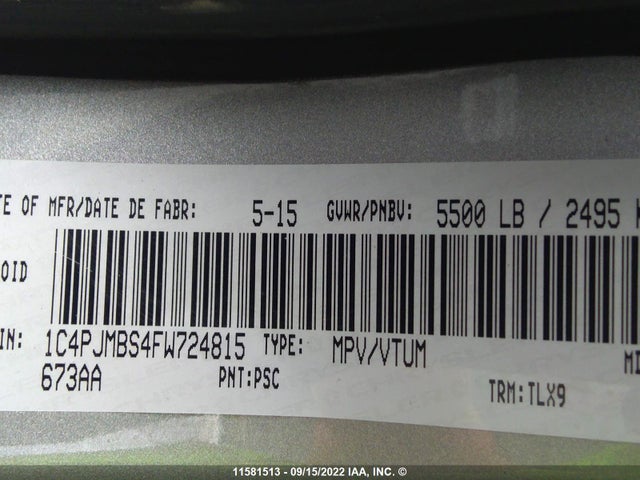 TE OF MFR/DATE DE FABR: 5-15 GVWR/PNBV: 5500 LB / 2495
OID
IN: 1C4PJMBS4FW724815 TYPE: MPV/VTUM
673AA PNT:PSC TRM:TLX9
11581513 - 09/15/2022 IAA, INC. ©